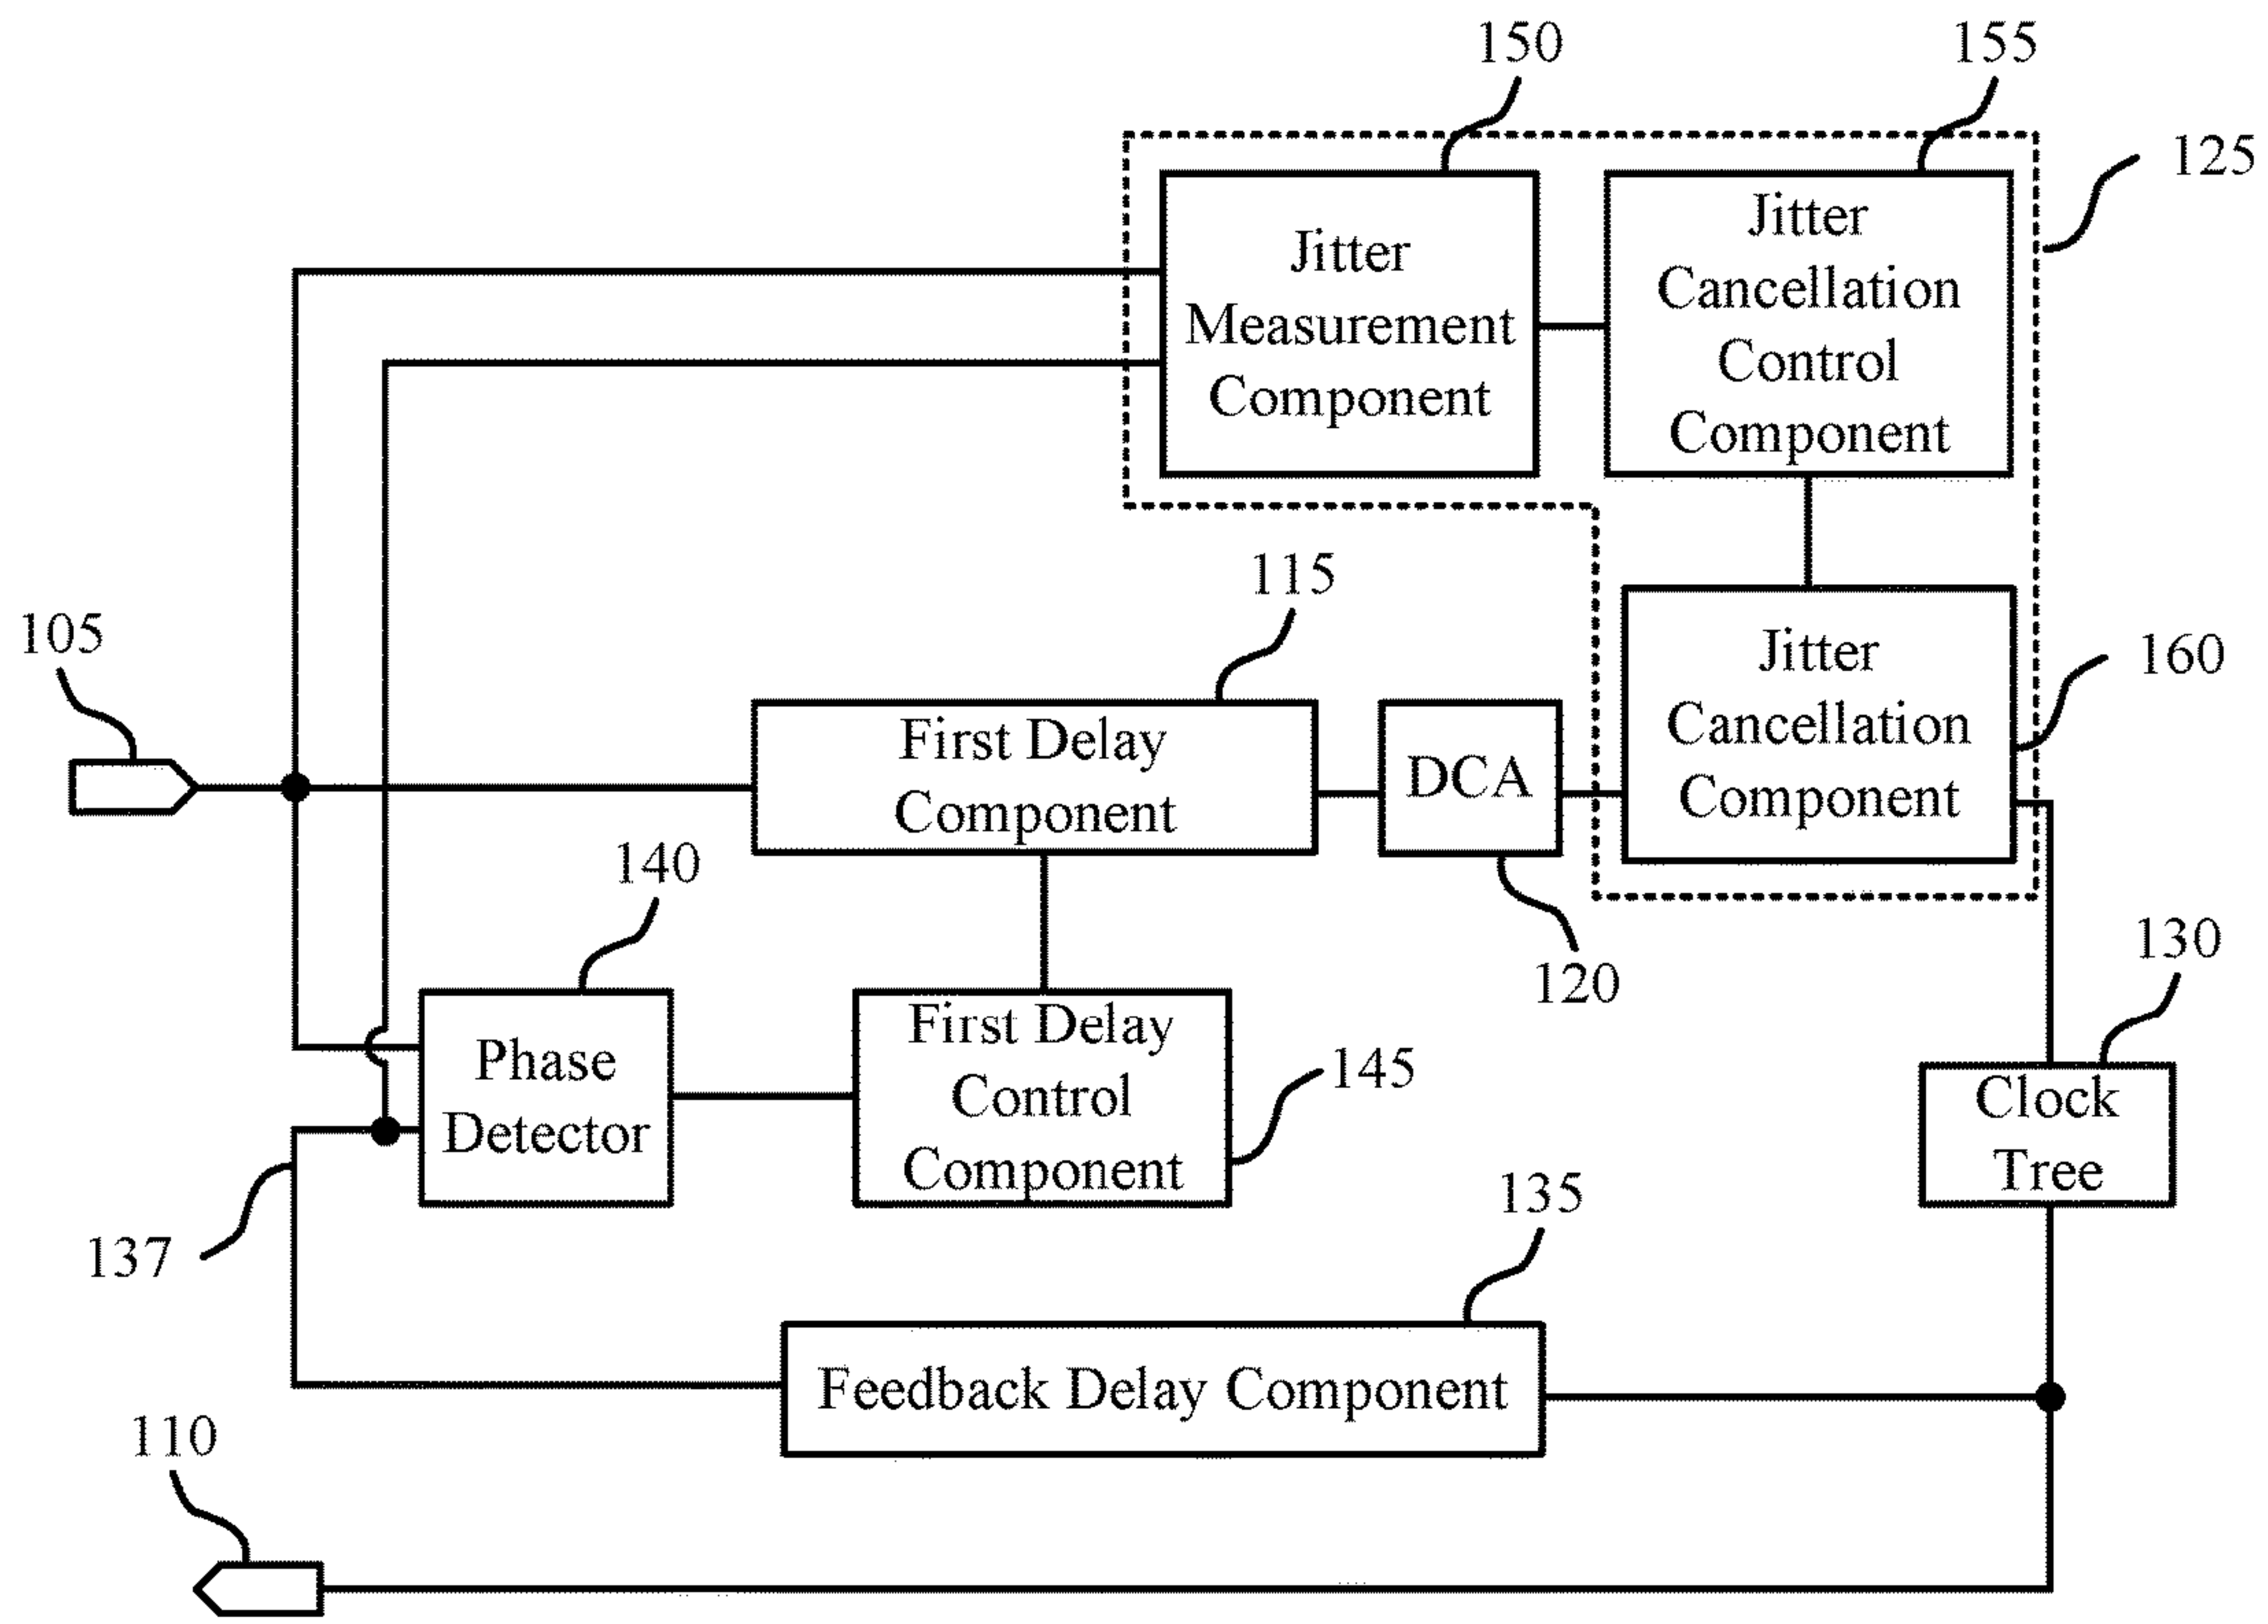 150
155
125
Jitter
Measurement
Component
Jitter
Cancellation
Control
Component
115
105
Jitter
Cancellation
Component
160
First Delay
Component
DCA
140
120
130
Phase
Detector
First Delay
Control
Component
145
Clock
Tree
137
135
Feedback Delay Component
110